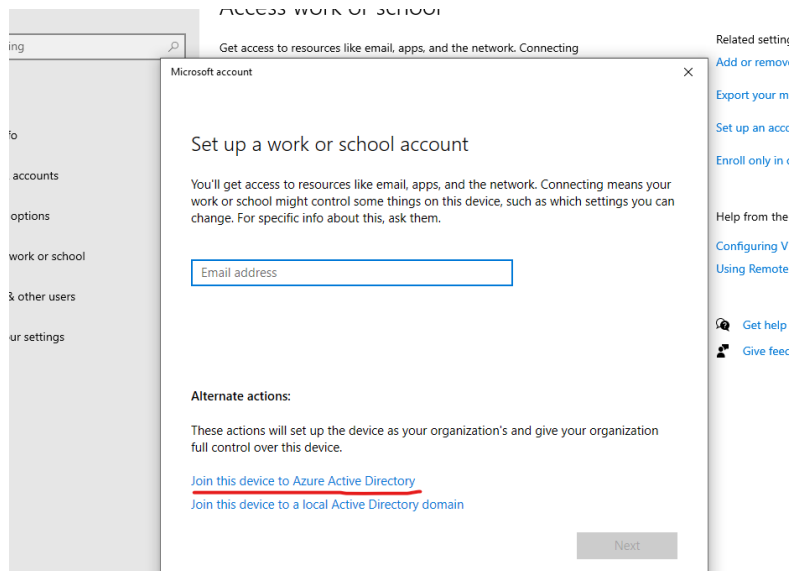 Access work or school
ing
Get access to resources like email, apps, and the network. Connecting
Related setting
Add or remov
Export your m
Set up an acco
Enroll only in
Help from the
Configuring V
Using Remote
Get help
Give feed
fo
accounts
options
work or school
& other users
ur settings
Microsoft account
Set up a work or school account
You'll get access to resources like email, apps, and the network. Connecting means your
work or school might control some things on this device, such as which settings you can
change. For specific info about this, ask them.
Email address
Alternate actions:
These actions will set up the device as your organization's and give your organization
full control over this device.
Join this device to Azure Active Directory
Join this device to a local Active Directory domain
Next